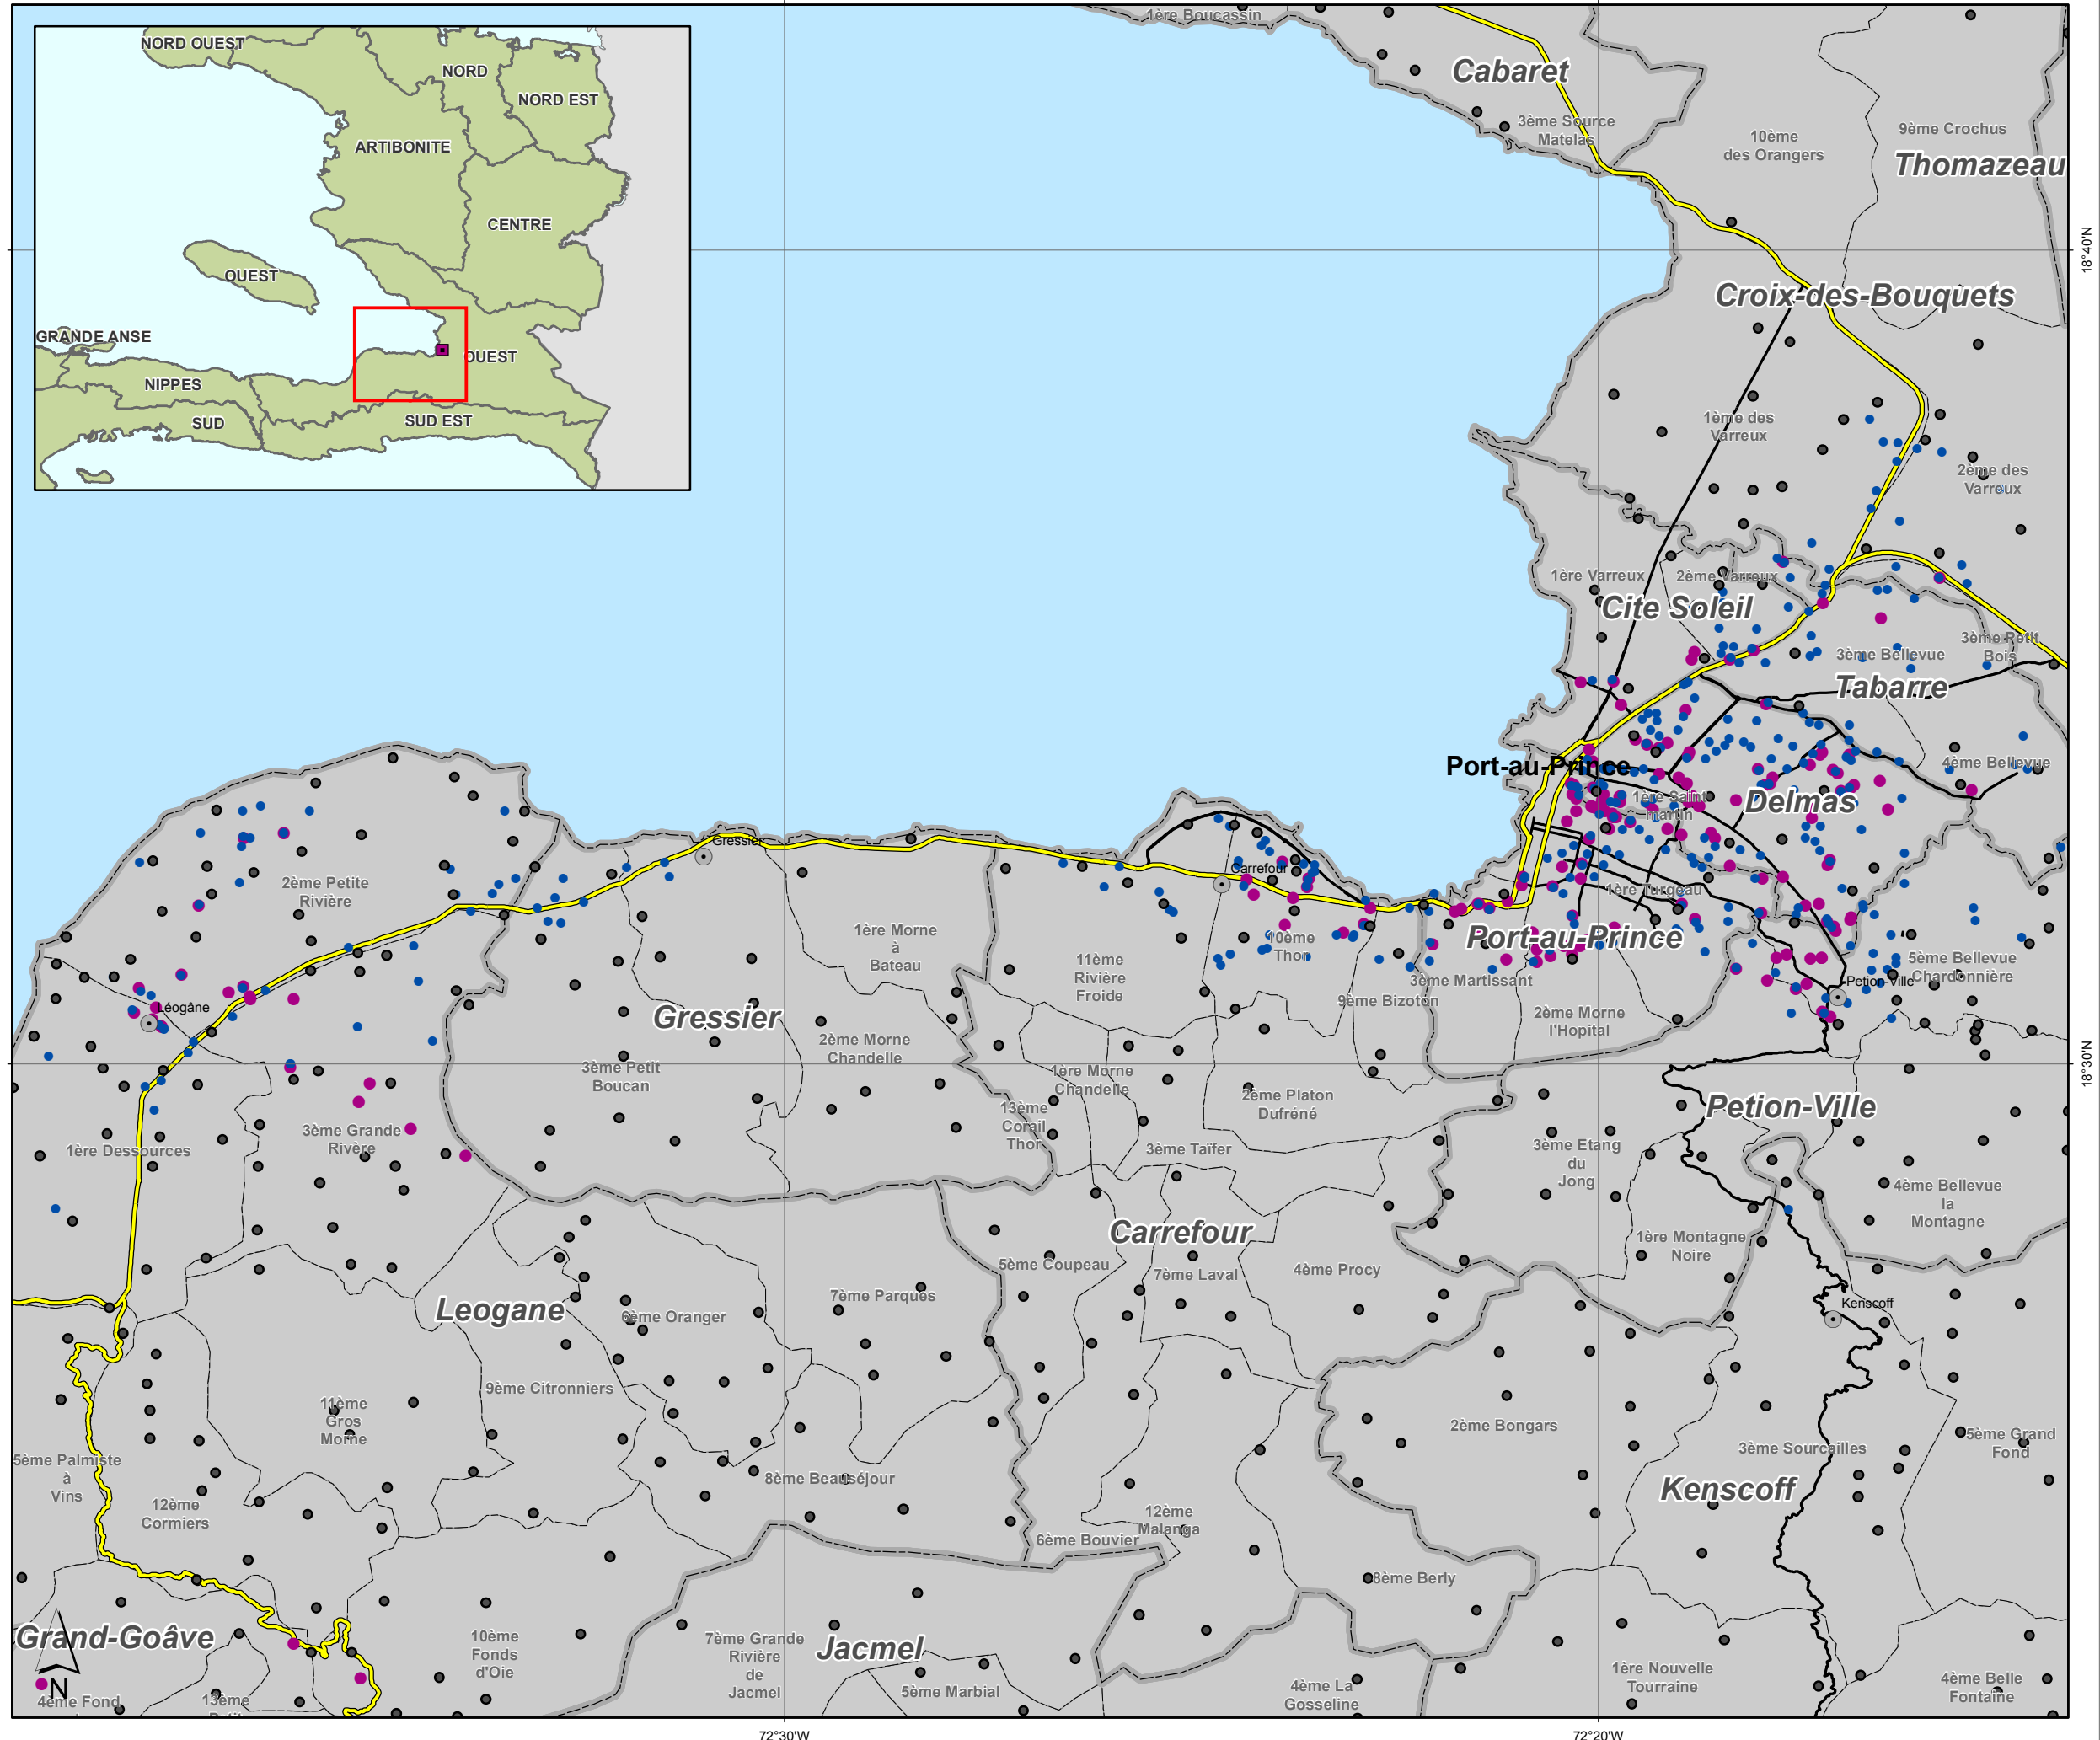 NORD OUEST
NORD
NORD EST
ARTIBONITE
CENTRE
OUEST
GRANDE ANSE
OUEST
NIPPES
SUD EST
SUD
1ère Boucassin
Cabaret
3ème Source
Matelas
10ème
des Orangers
9ème Crochus
Thomazeau
18°40'N
Croix-des-Bouquets
1ème des
Varreux
2ème des
Varreux
1ère Varreux
2ème Varreux
Cite Soleil
3ème Bellevue
3ème Petit
Bois
Tabarre
Port-au-Prince
4ème Bellevue
1ère Saint
martin
Delmas
Gressier
Carrefour
2ème Petite
Rivière
1ère Turgeau
1ère Morne
à
Bateau
10ème
Thor
Port-au-Prince
11ème
Rivière
Froide
3ème Martissant
5ème Bellevue
Chardonnière
Petion-Ville
9ème Bizoton
Léogâne
Gressier
2ème Morne
l'Hopital
2ème Morne
Chandelle
18°30'N
3ème Petit
Boucan
1ère Morne
Chandelle
2ème Platon
Dufréné
Petion-Ville
13ème
Corail
Thor
3ème Grande
Rivière
1ère Dessources
3ème Taïfer
3ème Etang
du
Jong
4ème Bellevue
la
Montagne
Carrefour
1ère Montagne
Noire
5ème Coupeau
7ème Laval
4ème Procy
Leogane
7ème Parques
6ème Oranger
Kenscoff
9ème Citronniers
11ème
Gros
Morne
2ème Bongars
3ème Sourcailles
5ème Grand
Fond
5ème Palmiste
à
Vins
8ème Beauséjour
Kenscoff
12ème
Cormiers
12ème
Malanga
6ème Bouvier
8ème Berly
Grand-Goâve
10ème
Fonds
d'Oie
7ème Grande
Rivière
de
Jacmel
Jacmel
N
4ème Fond
13ème
Petit
5ème Marbial
4ème La
Gosseline
1ère Nouvelle
Tourraine
4ème Belle
Fontaine
72°30'W
72°20'W